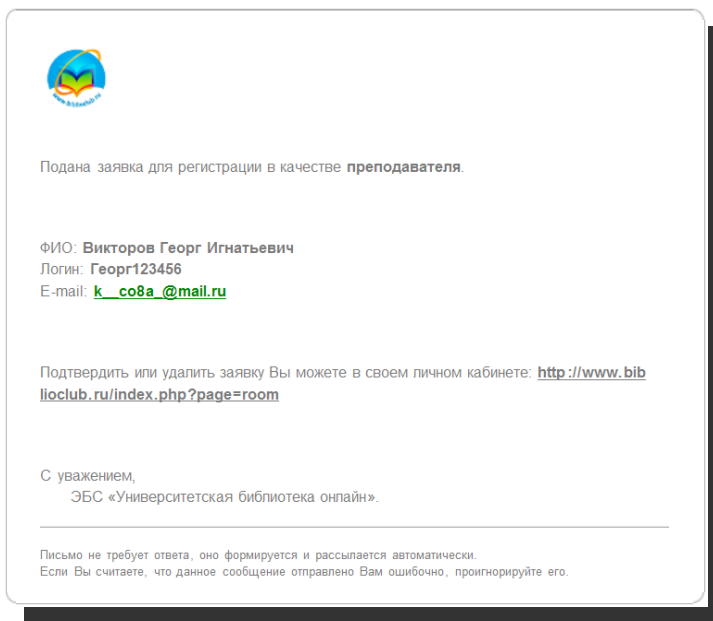 www.biblioclub.ru
Подана заявка для регистрации в качестве преподавателя.
ФИО: Викторов Георг Игнатьевич
Логин: Георг123456
E-mail: k__co8a_@mail.ru
Подтвердить или удалить заявку Вы можете в своем личном кабинете: http://www.bib
lioclub.ru/index.php?page=room
С уважением,
ЭБС «Университетская библиотека онлайн».
Письмо не требует ответа, оно формируется и рассылается автоматически.
Если Вы считаете, что данное сообщение отправлено Вам ошибочно, проигнорируйте его.